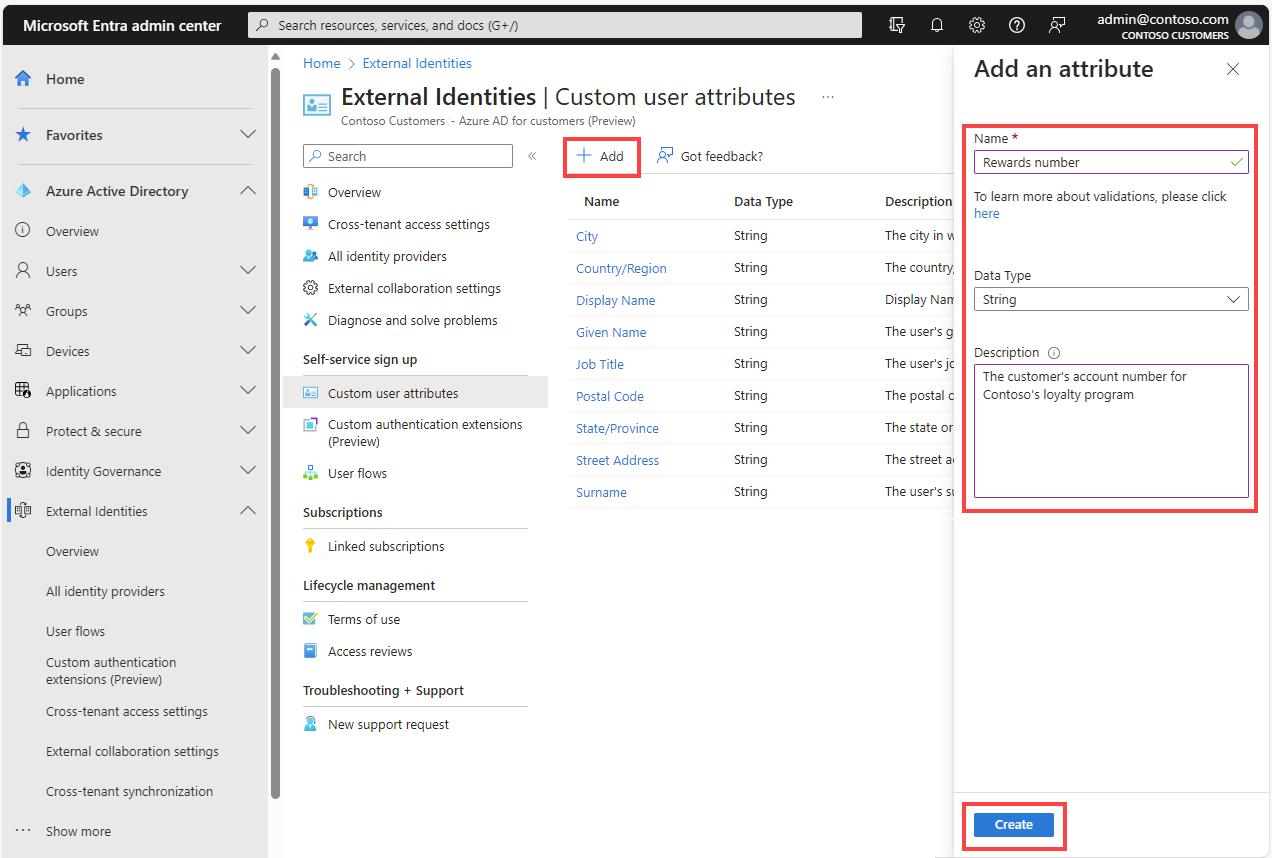 Microsoft Entra admin center
Search resources, services, and docs (G+/)
admin@contoso.com
CONTOSO CUSTOMERS
Home
Favorites
Azure Active Directory
Overview
Users
Groups
Devices
Applications
Protect & secure
Identity Governance
External Identities
Overview
All identity providers
User flows
Custom authentication
extensions (Preview)
Cross-tenant access settings
External collaboration settings
Cross-tenant synchronization
··· Show more
Home > External Identities
External Identities | Custom user attributes ···
Contoso Customers - Azure AD for customers (Preview)
Search «
Overview
Cross-tenant access settings
All identity providers
External collaboration settings
Diagnose and solve problems
Self-service sign up
Custom user attributes
Custom authentication extensions
(Preview)
User flows
Subscriptions
Linked subscriptions
Lifecycle management
Terms of use
Access reviews
Troubleshooting + Support
New support request
+ Add Got feedback?
Name Data Type Description
City String The city in w
Country/Region String The country,
Display Name String Display Nam
Given Name String The user's g
Job Title String The user's jo
Postal Code String The postal c
State/Province String The state or
Street Address String The street a
Surname String The user's su
Add an attribute
Name *
Rewards number
To learn more about validations, please click
here
Data Type
String
Description
The customer's account number for
Contoso's loyalty program
Create